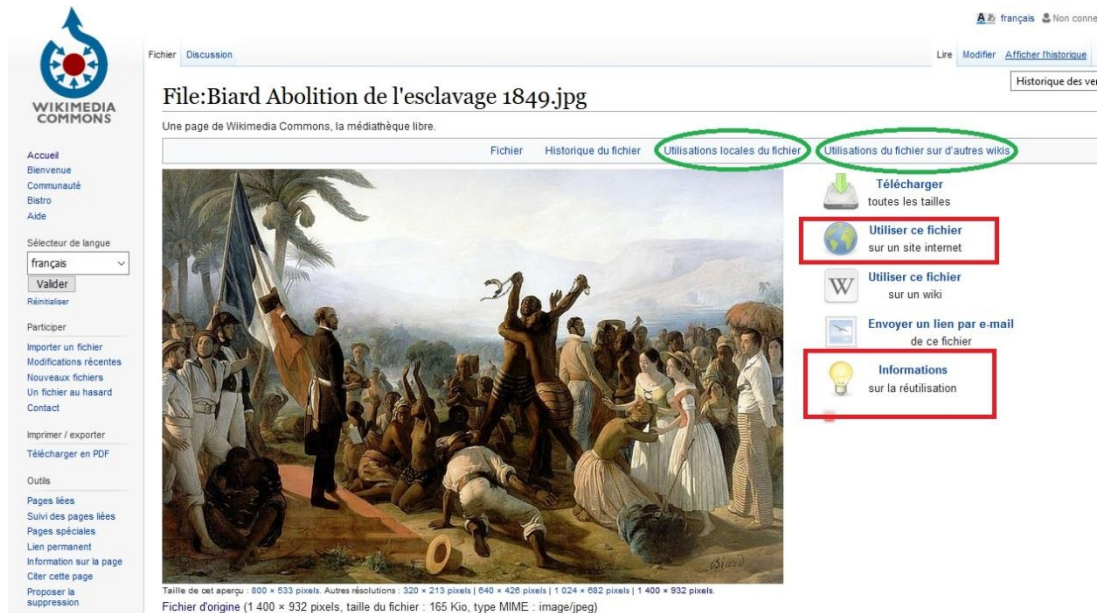 français Non conne
Fichier Discussion Lire Modifier Afficher l'historique
Historique des ver
WIKIMEDIA
COMMONS
File:Biard Abolition de l'esclavage 1849.jpg
Une page de Wikimedia Commons, la médiathèque libre.
Fichier Historique du fichier Utilisations locales du fichier Utilisations du fichier sur d'autres wikis
Accueil
Bienvenue
Communauté
Bistro
Aide
Sélecteur de langue
français
Valider
Réinitialiser
Participer
Importer un fichier
Modifications récentes
Nouveaux fichiers
Un fichier au hasard
Contact
Imprimer / exporter
Télécharger en PDF
Outils
Pages liées
Suivi des pages liées
Pages spéciales
Lien permanent
Information sur la page
Citer cette page
Proposer la
suppression
Télécharger
toutes les tailles
Utiliser ce fichier
sur un site internet
W
Utiliser ce fichier
sur un wiki
Envoyer un lien par e-mail
de ce fichier
Informations
sur la réutilisation
Biard
Taille de cet aperçu : 800 × 533 pixels. Autres résolutions : 320 × 213 pixels | 640 × 426 pixels | 1 024 × 682 pixels | 1 400 × 932 pixels.
Fichier d'origine (1 400 × 932 pixels, taille du fichier : 165 Kio, type MIME : image/jpeg)